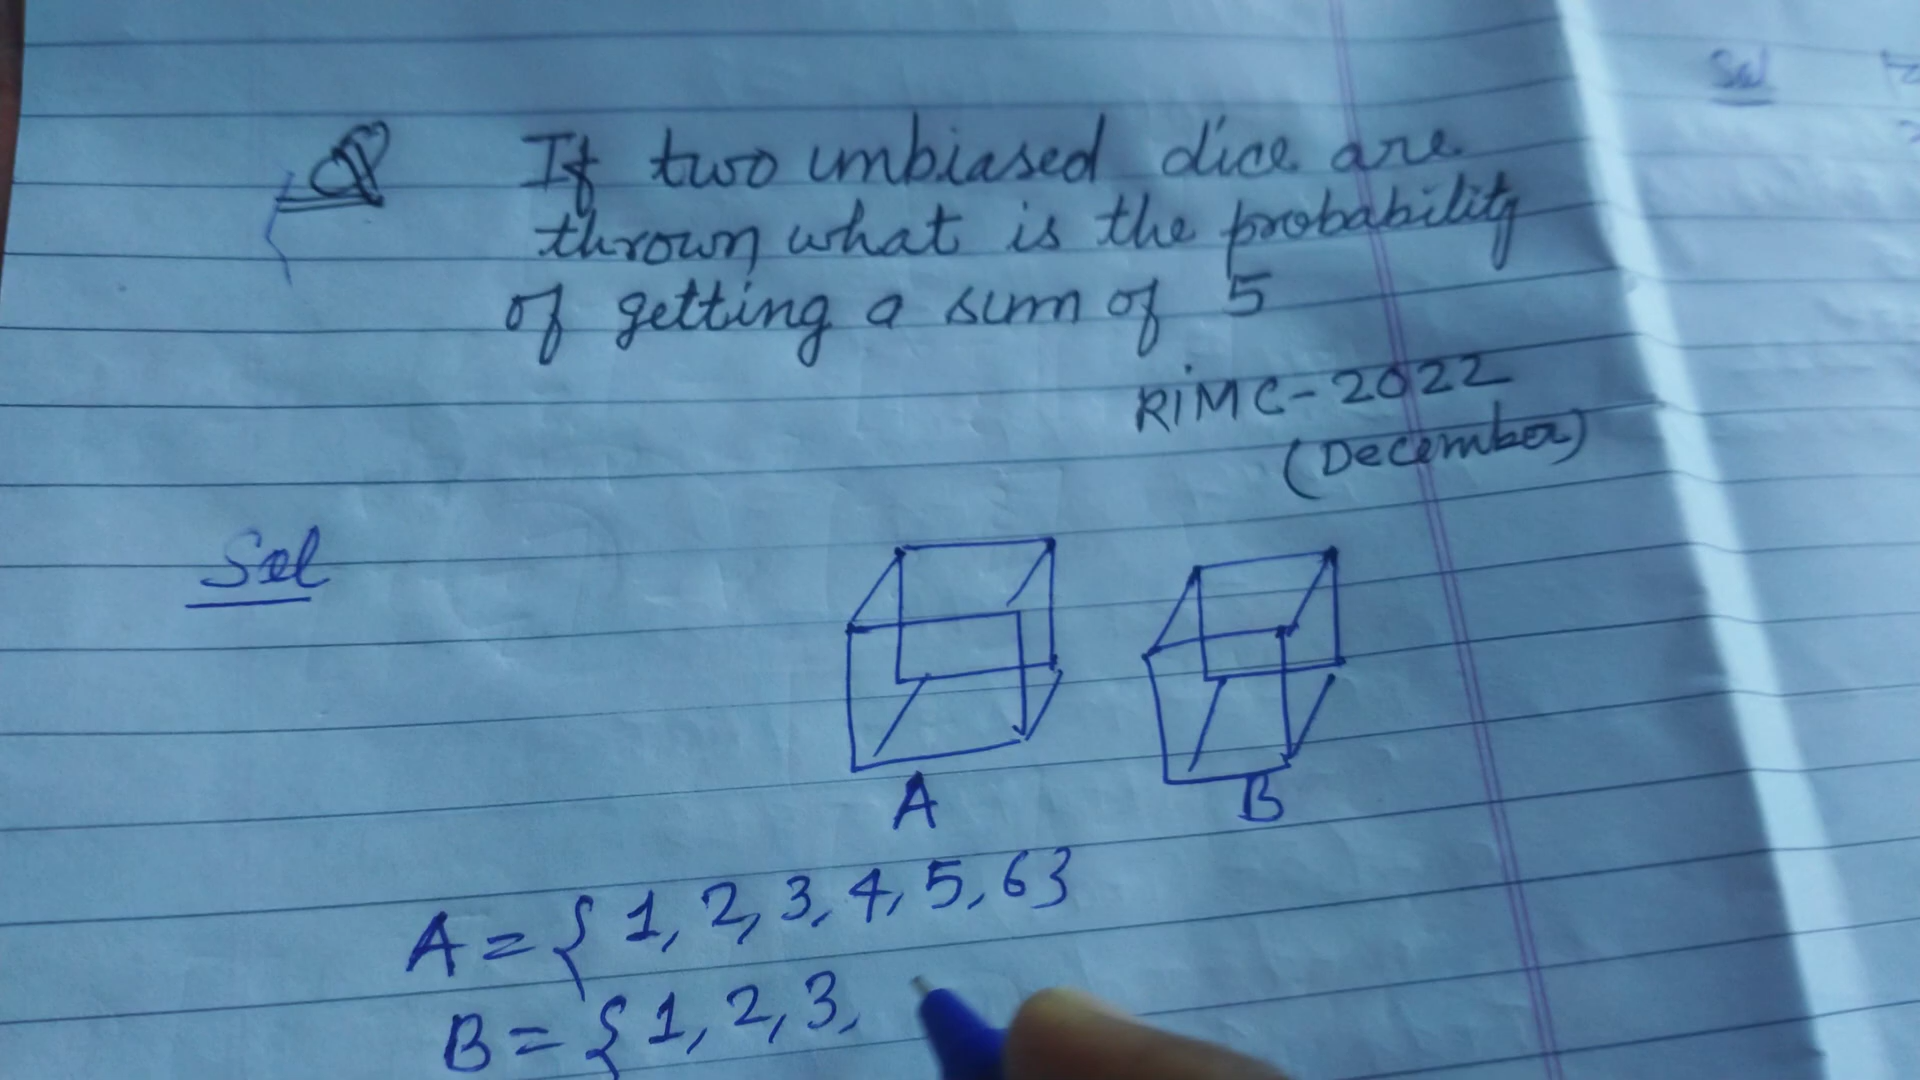 Q If two unbiased dice are
thrown what is the probability
of getting a sum of 5
RIMC-2022
(December)
Sol
A B
A = { 1, 2, 3, 4, 5, 6 }
B = { 1, 2, 3,
Sol